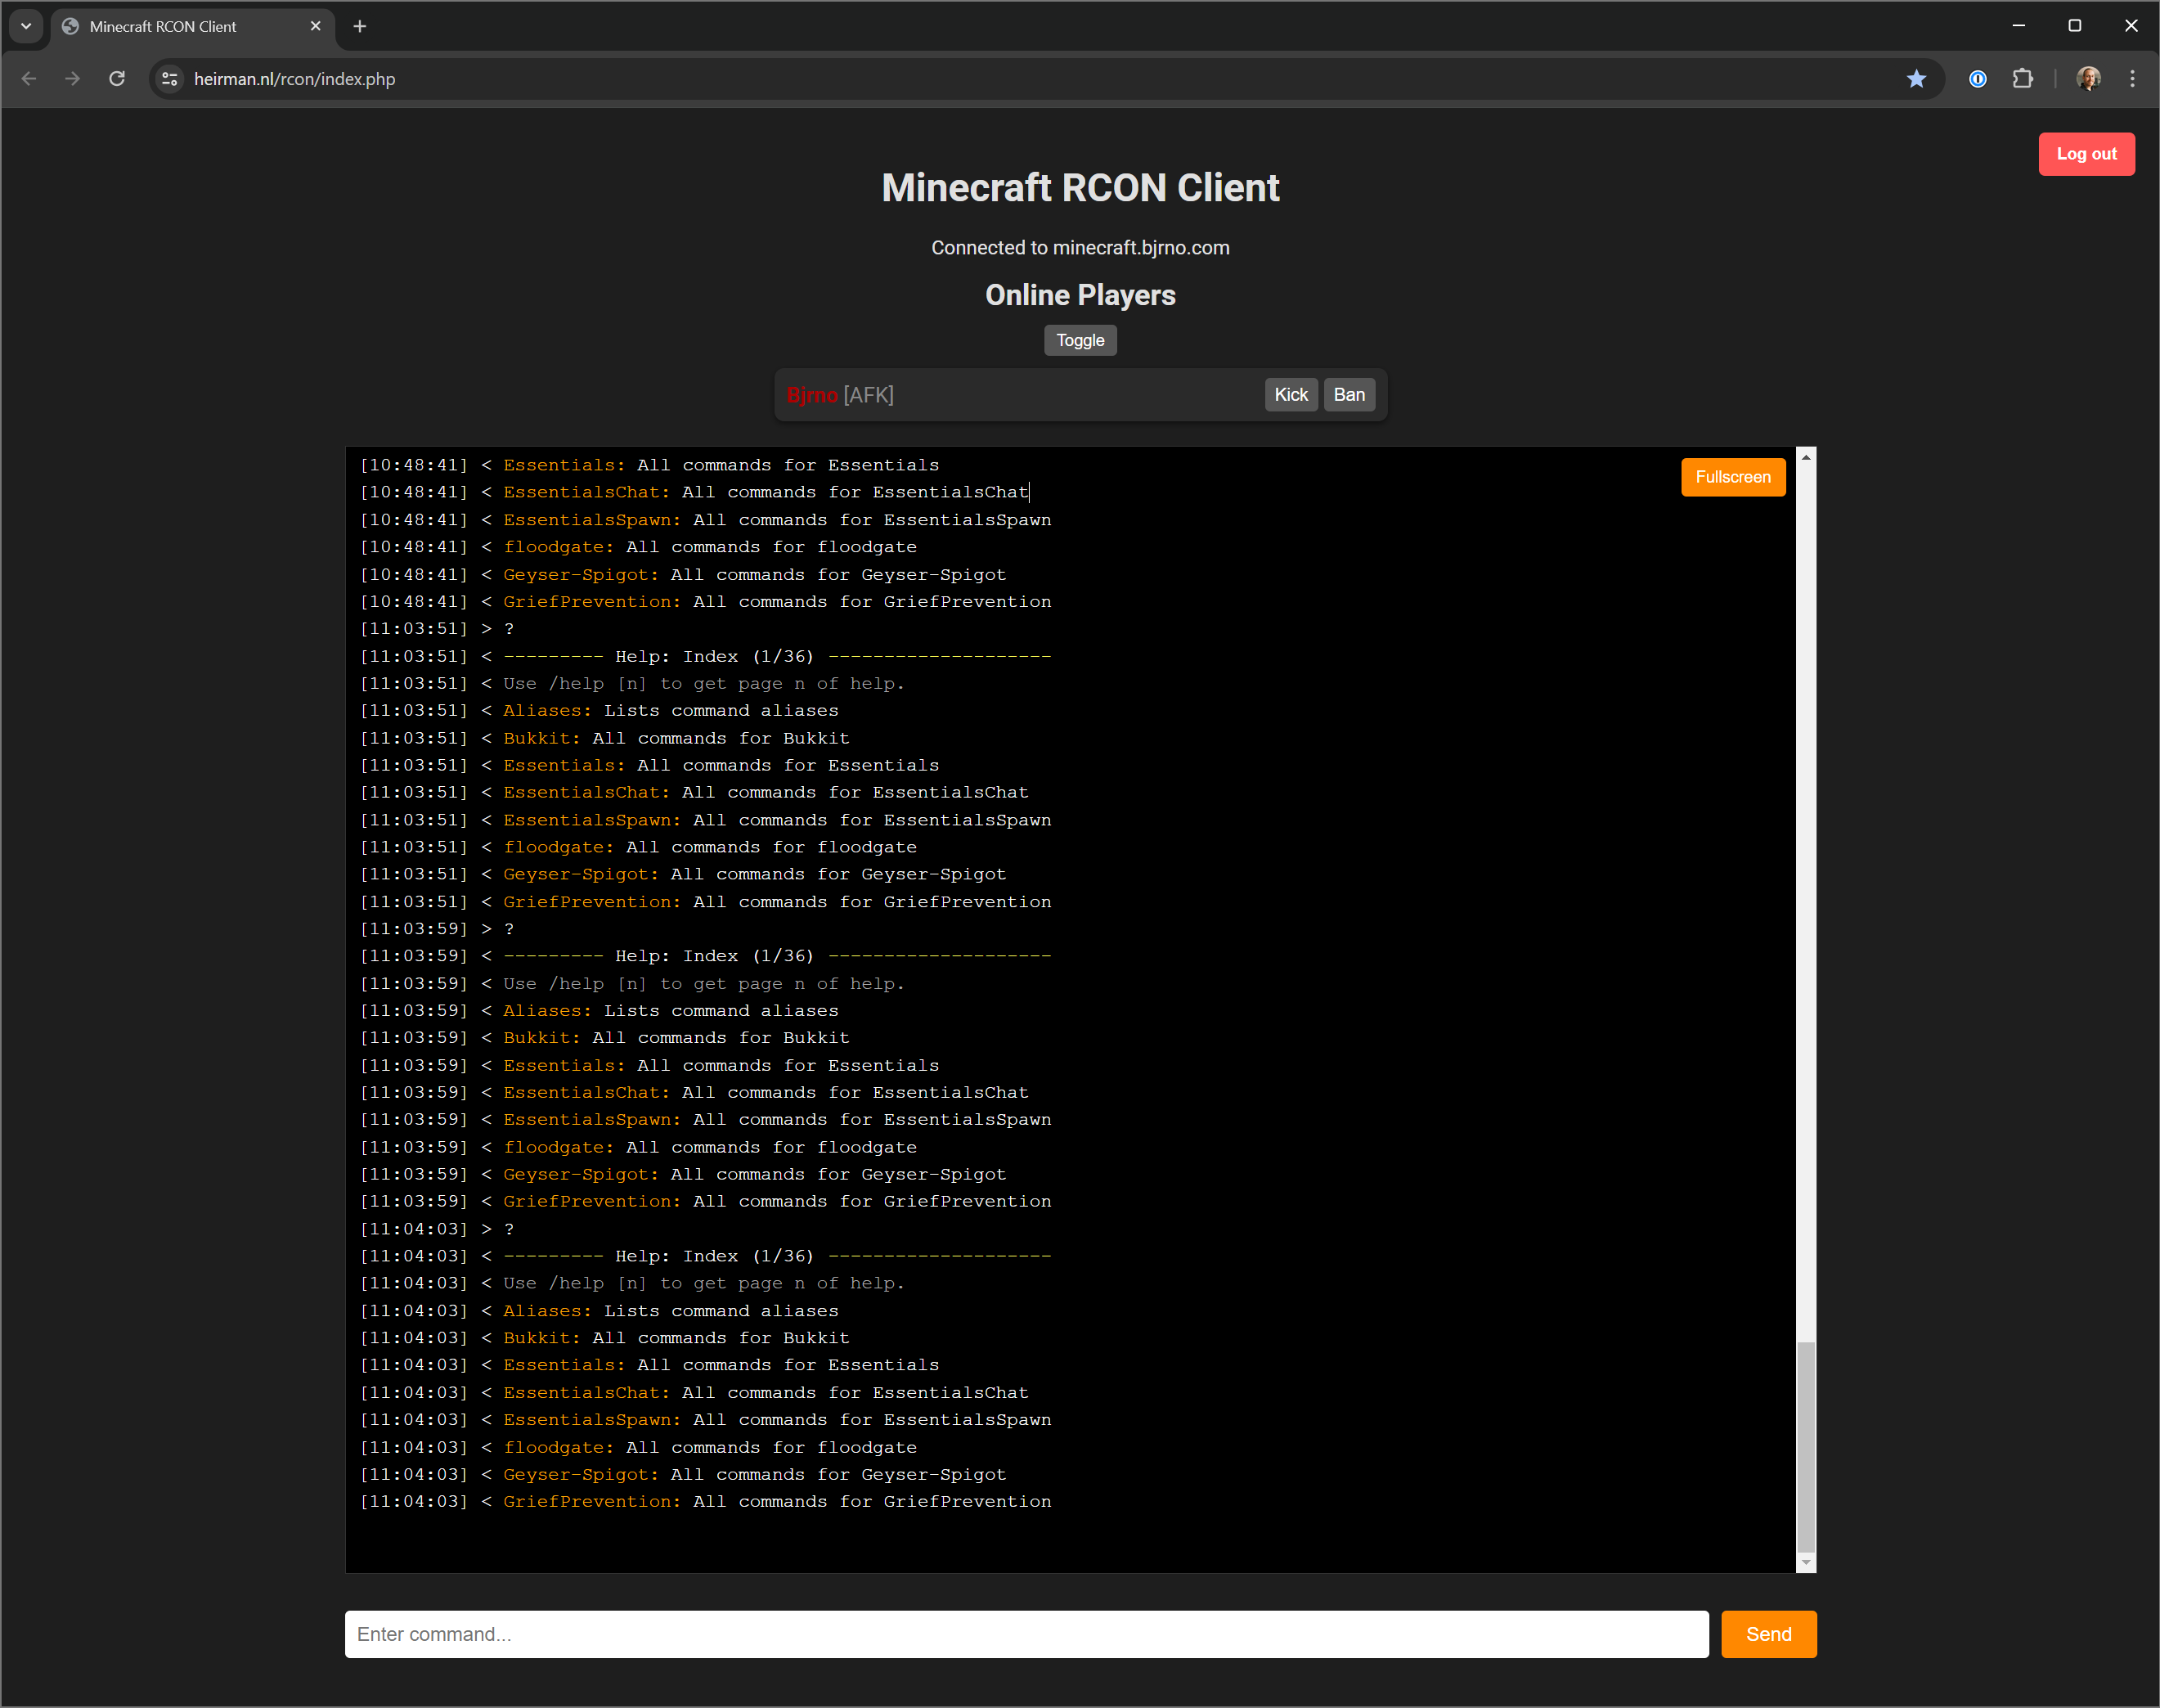 Minecraft RCON Client
heirman.nl/rcon/index.php
Log out
Minecraft RCON Client
Connected to minecraft.bjrno.com
Online Players
Toggle
Bjrno [AFK] Kick Ban
Fullscreen
[10:48:41] < Essentials: All commands for Essentials
[10:48:41] < EssentialsChat: All commands for EssentialsChat
[10:48:41] < EssentialsSpawn: All commands for EssentialsSpawn
[10:48:41] < floodgate: All commands for floodgate
[10:48:41] < Geyser-Spigot: All commands for Geyser-Spigot
[10:48:41] < GriefPrevention: All commands for GriefPrevention
[11:03:51] > ?
[11:03:51] < --------- Help: Index (1/36) --------------------
[11:03:51] < Use /help [n] to get page n of help.
[11:03:51] < Aliases: Lists command aliases
[11:03:51] < Bukkit: All commands for Bukkit
[11:03:51] < Essentials: All commands for Essentials
[11:03:51] < EssentialsChat: All commands for EssentialsChat
[11:03:51] < EssentialsSpawn: All commands for EssentialsSpawn
[11:03:51] < floodgate: All commands for floodgate
[11:03:51] < Geyser-Spigot: All commands for Geyser-Spigot
[11:03:51] < GriefPrevention: All commands for GriefPrevention
[11:03:59] > ?
[11:03:59] < --------- Help: Index (1/36) --------------------
[11:03:59] < Use /help [n] to get page n of help.
[11:03:59] < Aliases: Lists command aliases
[11:03:59] < Bukkit: All commands for Bukkit
[11:03:59] < Essentials: All commands for Essentials
[11:03:59] < EssentialsChat: All commands for EssentialsChat
[11:03:59] < EssentialsSpawn: All commands for EssentialsSpawn
[11:03:59] < floodgate: All commands for floodgate
[11:03:59] < Geyser-Spigot: All commands for Geyser-Spigot
[11:03:59] < GriefPrevention: All commands for GriefPrevention
[11:04:03] > ?
[11:04:03] < --------- Help: Index (1/36) --------------------
[11:04:03] < Use /help [n] to get page n of help.
[11:04:03] < Aliases: Lists command aliases
[11:04:03] < Bukkit: All commands for Bukkit
[11:04:03] < Essentials: All commands for Essentials
[11:04:03] < EssentialsChat: All commands for EssentialsChat
[11:04:03] < EssentialsSpawn: All commands for EssentialsSpawn
[11:04:03] < floodgate: All commands for floodgate
[11:04:03] < Geyser-Spigot: All commands for Geyser-Spigot
[11:04:03] < GriefPrevention: All commands for GriefPrevention
Enter command... Send